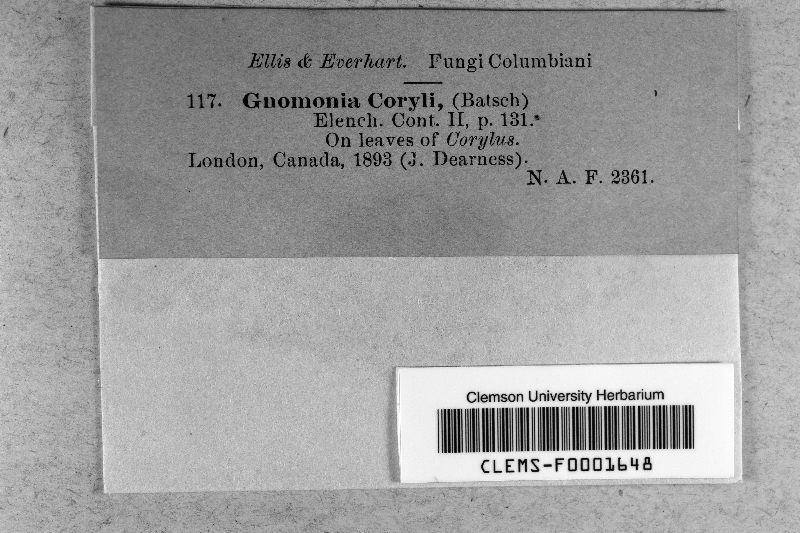 Ellis & Everhart. Fungi Columbiani
117. Gnomonia Coryli, (Batsch)
Elench. Cont. II, p. 131.
On leaves of Corylus.
London, Canada, 1893 (J. Dearness).
N. A. F. 2361.
Clemson University Herbarium
CLEMS-F0001648